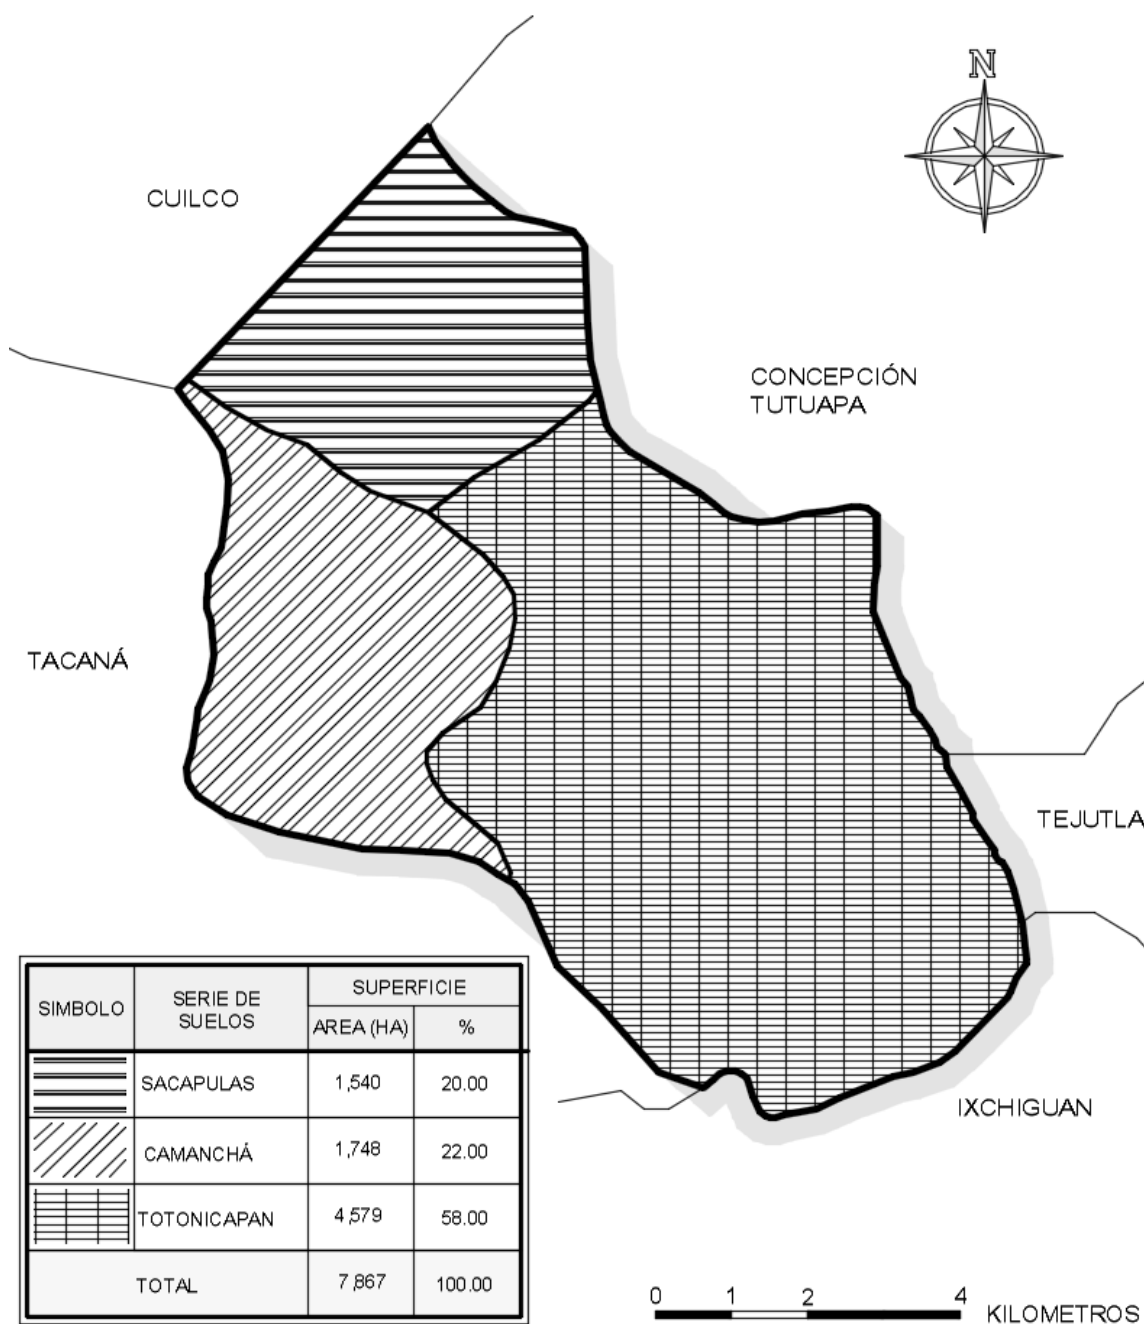 N
CUILCO
CONCEPCIÓN
TUTUAPA
TACANÁ
TEJUTLA
IXCHIGUAN
SIMBOLO
SERIE DE
SUELOS
SUPERFICIE
AREA (HA)
%
SACAPULAS
1,540
20.00
CAMANCHÁ
1,748
22.00
TOTONICAPAN
4,579
58.00
TOTAL
7,867
100.00
0 1 2 4
KILOMETROS